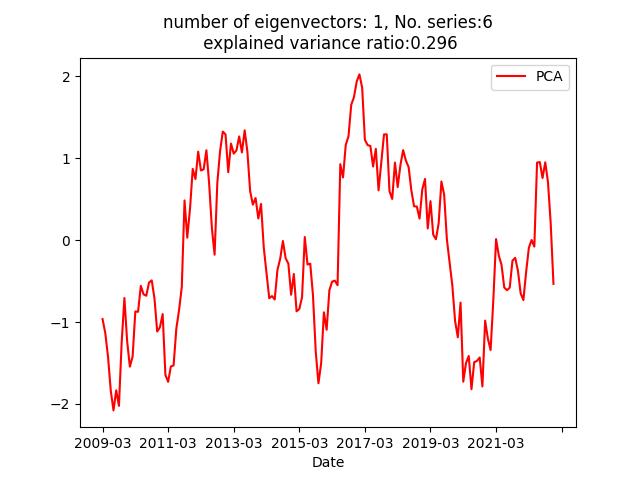 number of eigenvectors: 1, No. series:6
explained variance ratio:0.296
PCA
2
1
0
−1
−2
2009-03 2011-03 2013-03 2015-03 2017-03 2019-03 2021-03
Date